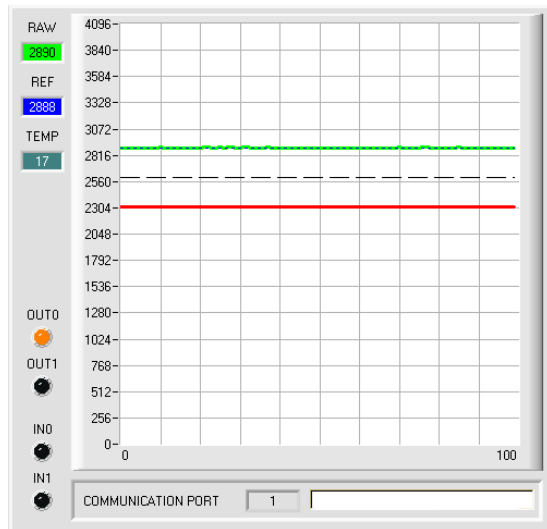 RAW
2890
REF
2888
TEMP
17
OUT0
OUT1
IN0
IN1
4096
3840
3584
3328
3072
2816
2560
2304
2048
1792
1536
1280
1024
768
512
256
0
0 100
COMMUNICATION PORT 1